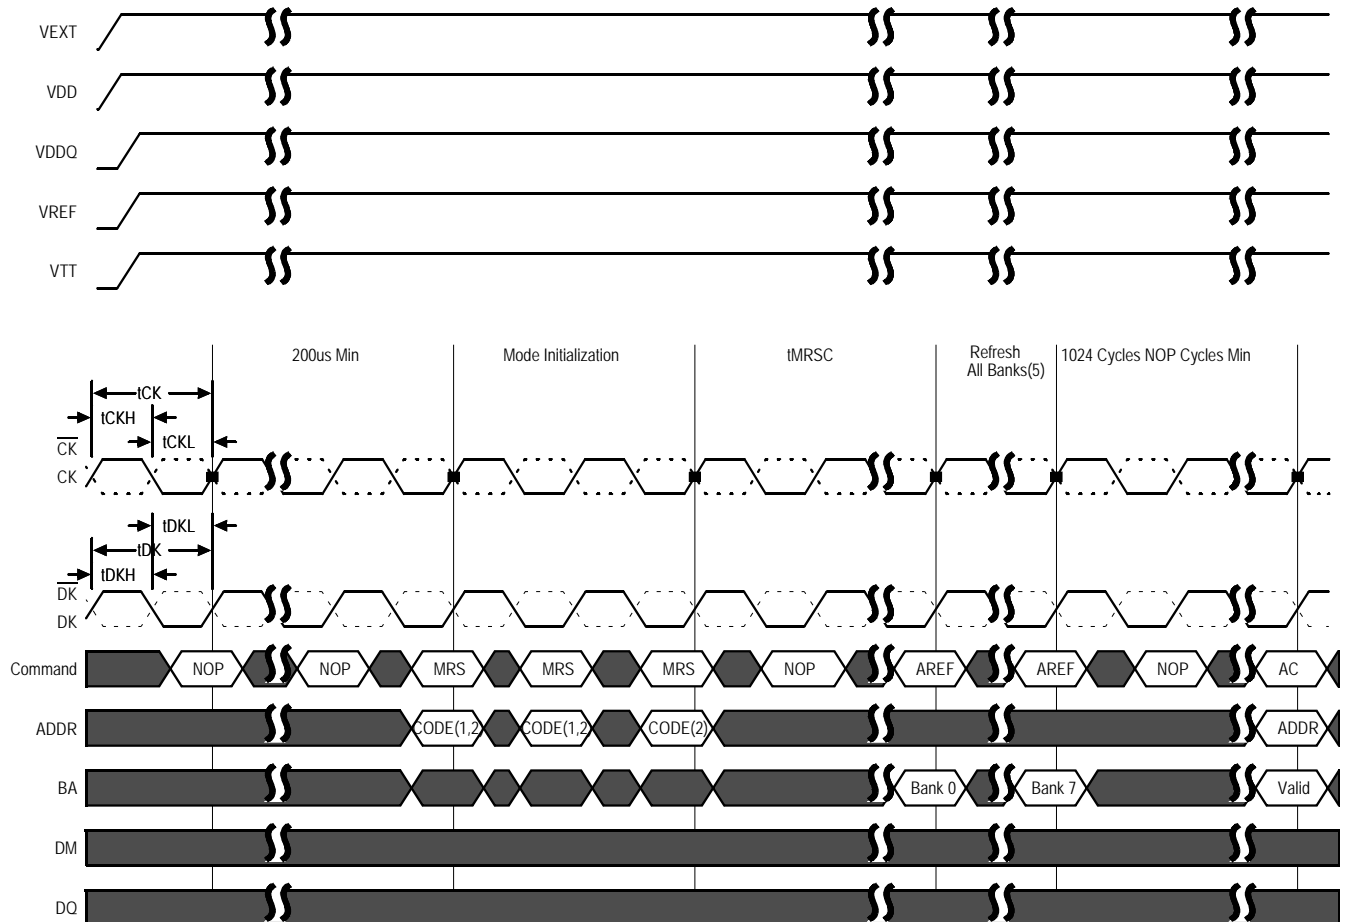 VEXT
VDD
VDDQ
VREF
VTT
200us Min
Mode Initialization
tMRSC
Refresh
All Banks(5)
1024 Cycles NOP Cycles Min
tCK
tCKH
tCKL
CK
CK
tDKL
tDK
tDKH
DK
DK
Command NOP NOP MRS MRS MRS NOP AREF AREF NOP AC
ADDR CODE(1,2) CODE(1,2) CODE(2) ADDR
BA Bank 0 Bank 7 Valid
DM
DQ